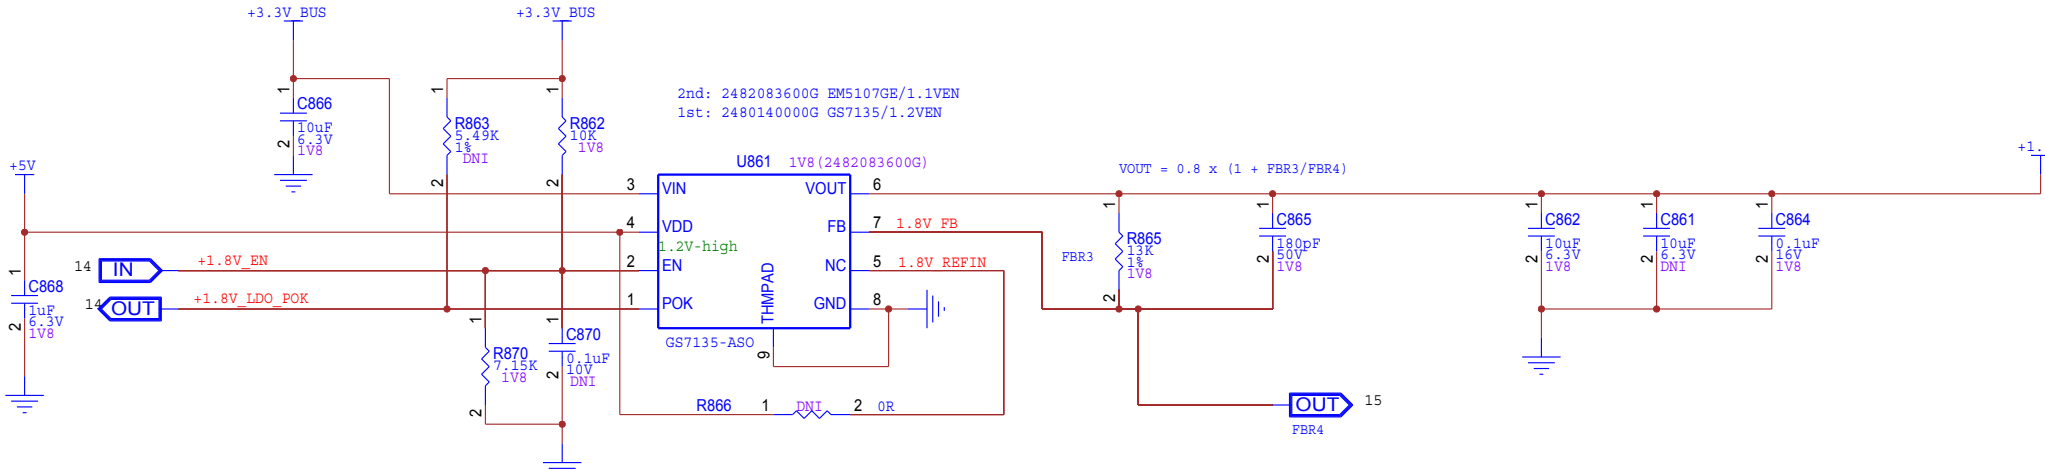 +3.3V_BUS
+3.3V_BUS
2nd: 2482083600G EM5107GE/1.1VEN
1st: 2480140000G GS7135/1.2VEN
1
C866
10uF
6.3V
1V8
2
1
R863
5.49K
1%
DNI
2
1
R862
10K
1V8
2
+5V
1
C868
1uF
6.3V
1V8
2
14
IN
+1.8V_EN
14
OUT
+1.8V_LDO_POK
U861
1V8(2482083600G)
3
VIN
4
VDD
1.2V-high
2
EN
1
POK
VOUT
6
FB
7
1.8V_FB
NC
5
1.8V_REFIN
GND
8
THMPAD
9
GS7135-ASO
1
R870
7.15K
1V8
2
1
C870
0.1uF
10V
DNI
2
R866
1
DNI
2
0R
VOUT = 0.8 x (1 + FBR3/FBR4)
FBR3
1
R865
13K
1%
1V8
2
1
C865
180pF
50V
1V8
2
OUT
15
FBR4
1
C862
10uF
6.3V
1V8
2
1
C861
10uF
6.3V
DNI
2
1
C864
0.1uF
16V
1V8
2
+1.